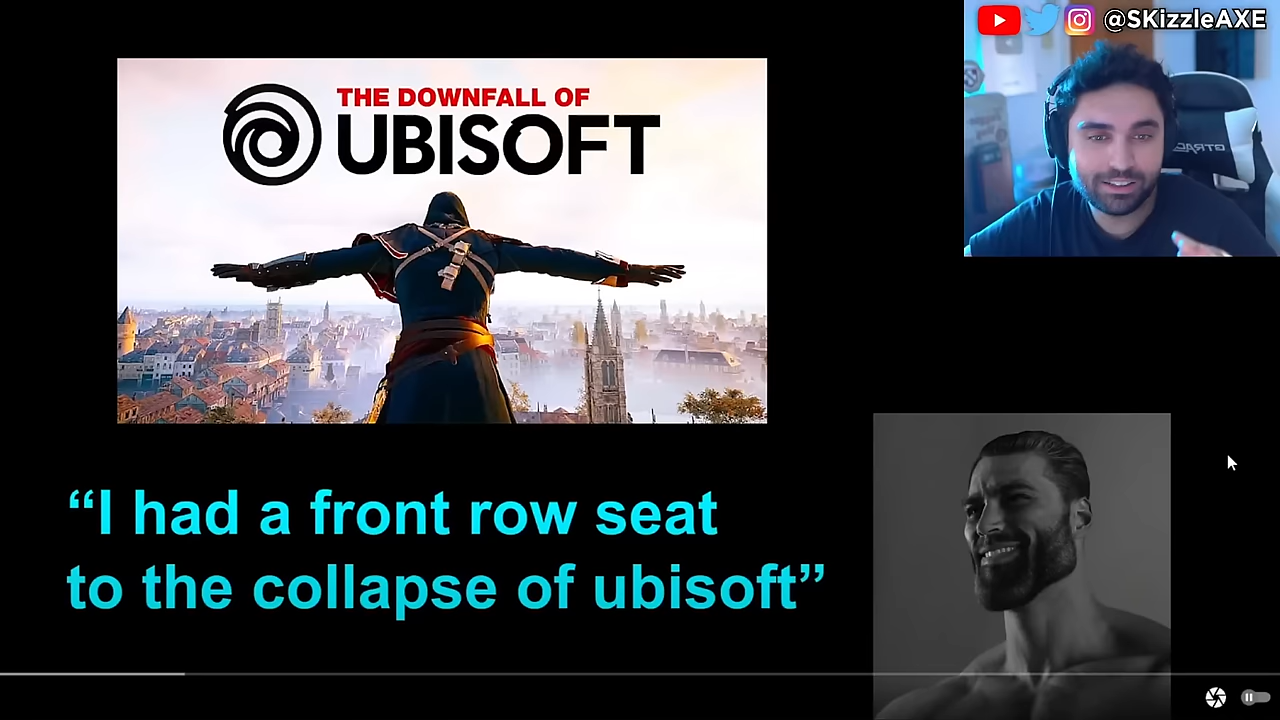 @SKizzleAXE
THE DOWNFALL OF
UBISOFT
“I had a front row seat
to the collapse of ubisoft”